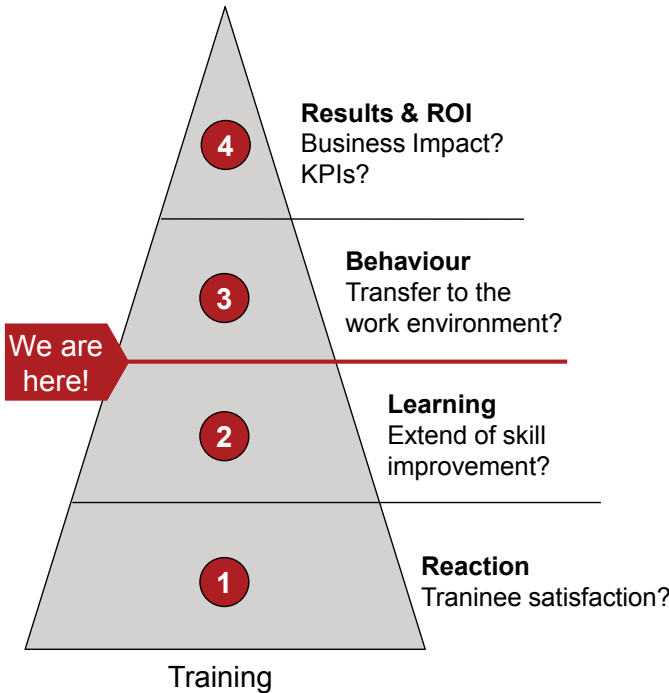 4
Results & ROI
Business Impact?
KPIs?
3
Behaviour
Transfer to the
work environment?
We are
here!
2
Learning
Extend of skill
improvement?
1
Reaction
Traninee satisfaction?
Training